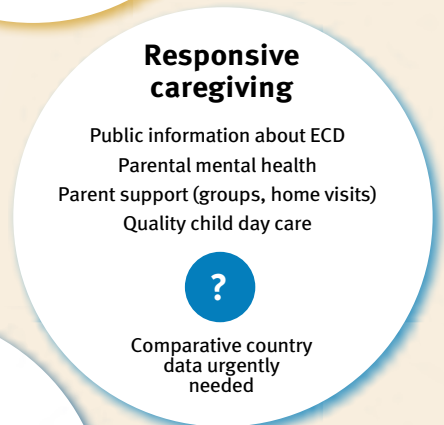 Responsive
caregiving
Public information about ECD
Parental mental health
Parent support (groups, home visits)
Quality child day care
?
Comparative country
data urgently
needed